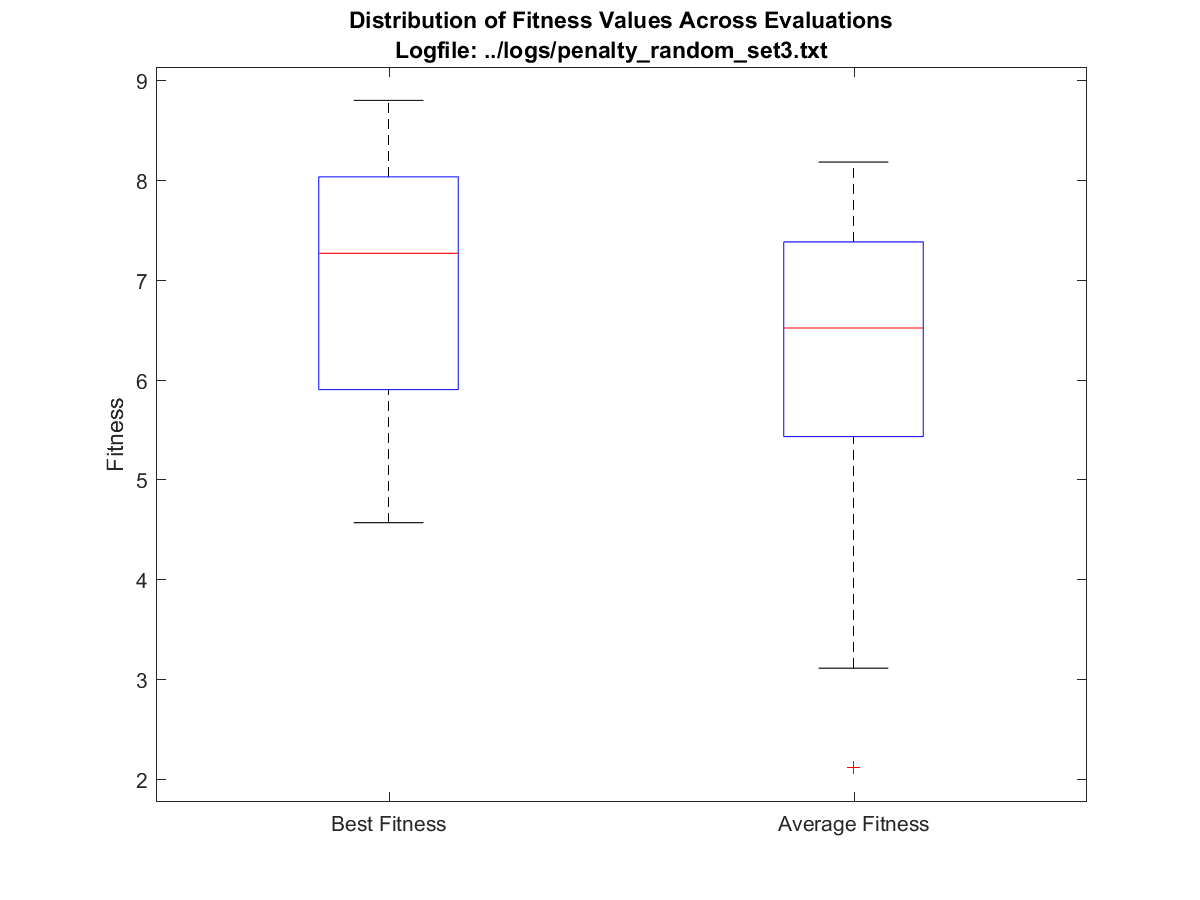 Distribution of Fitness Values Across Evaluations
Logfile: ../logs/penalty_random_set3.txt
9
8
7
6
5
4
3
2
Fitness
Best Fitness
Average Fitness